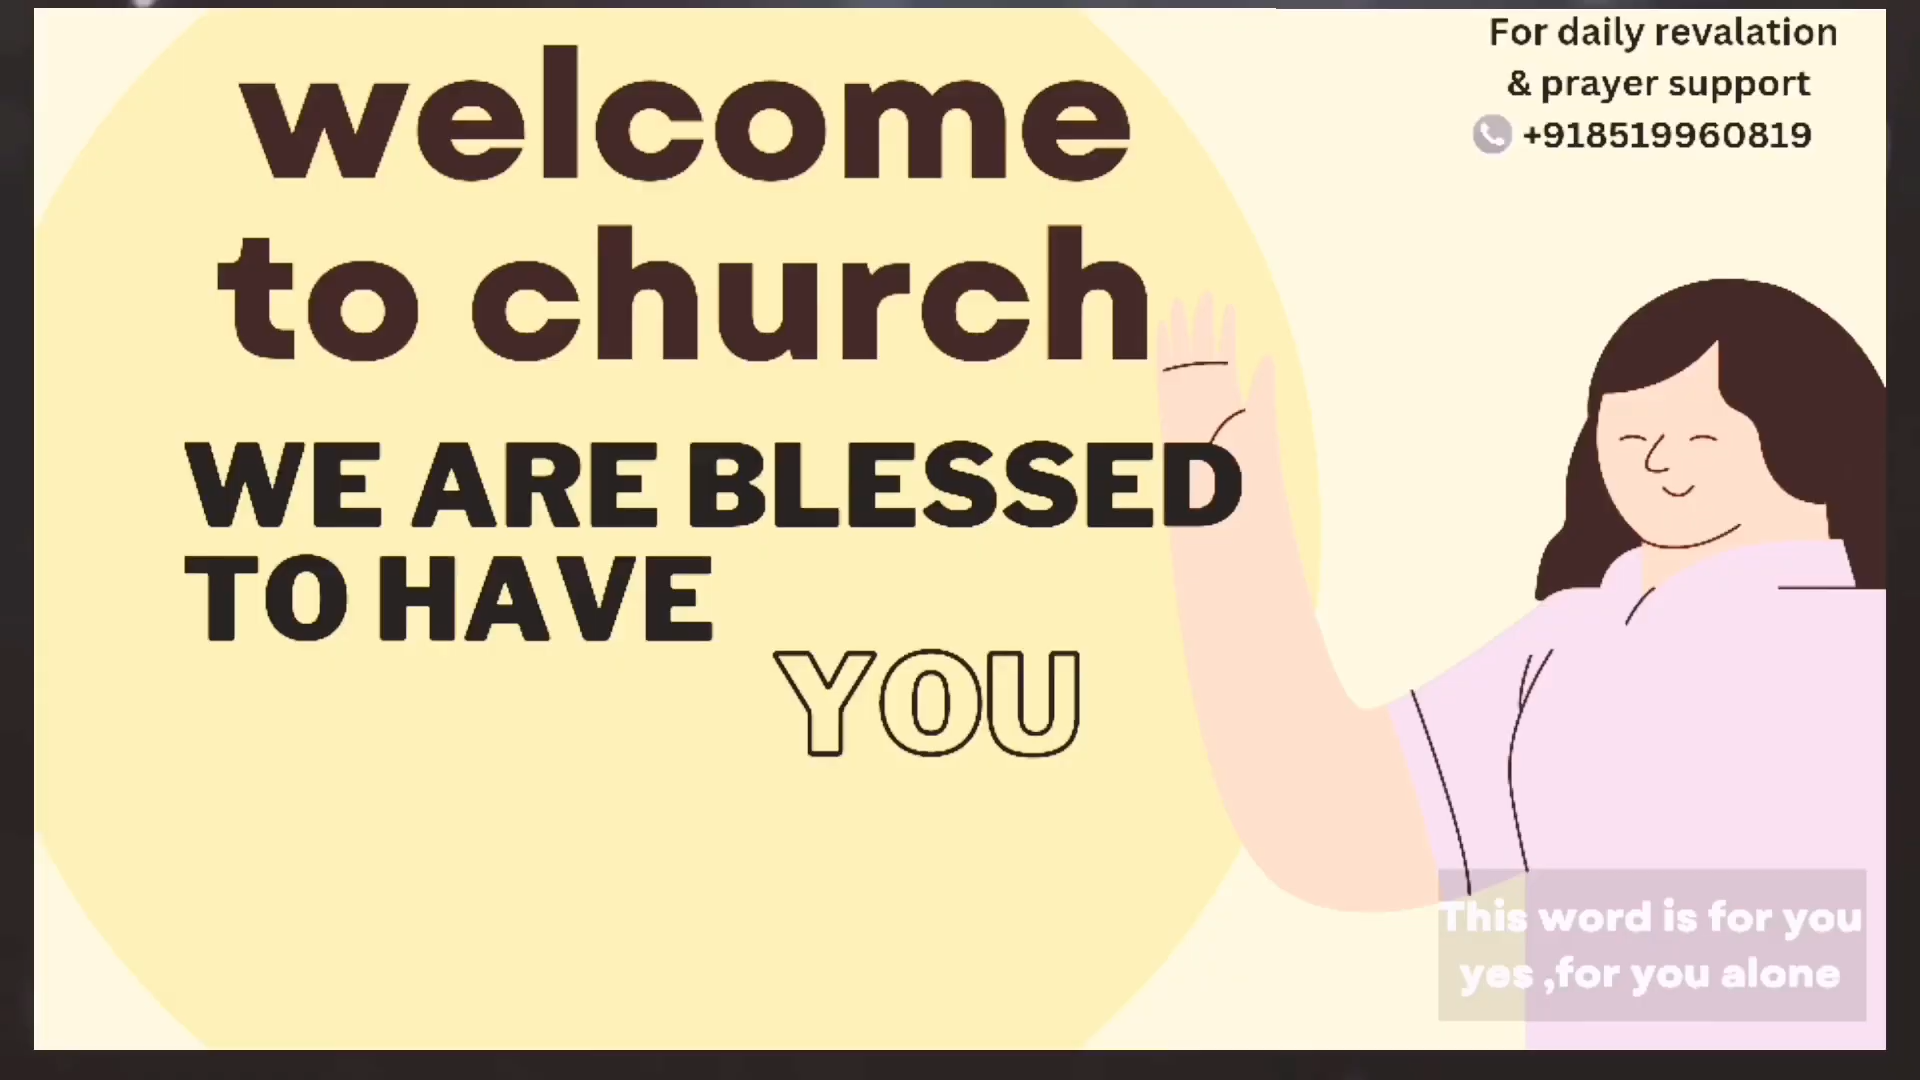 welcome
to church
WE ARE BLESSED
TO HAVE
YOU
For daily revalation
& prayer support
+918519960819
This word is for you
yes ,for you alone